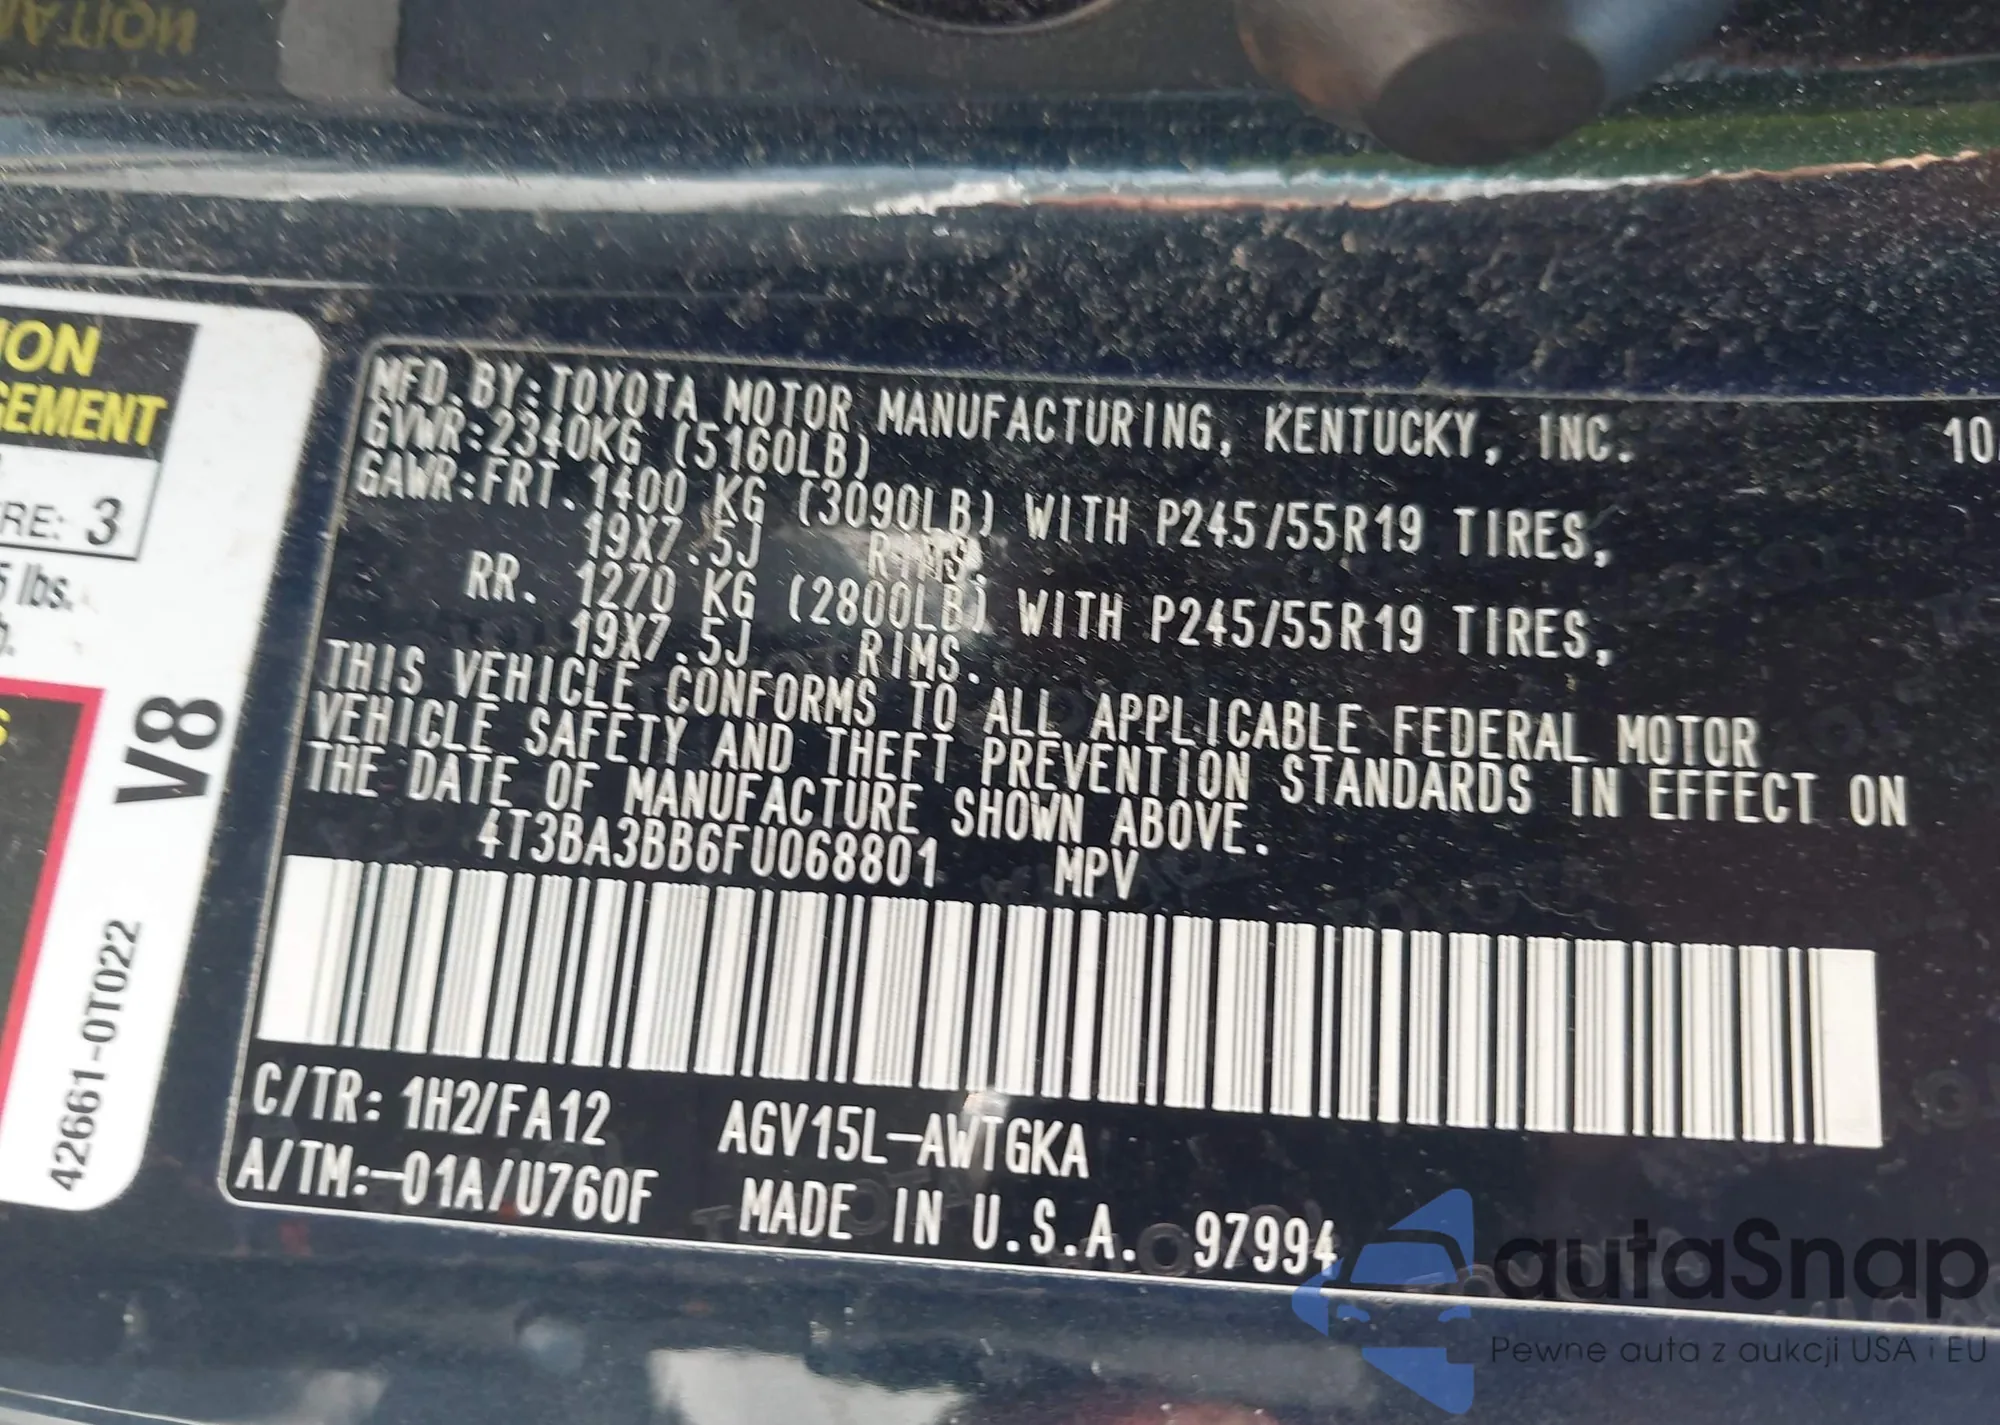 ION
GEMENT
RE: 3
5 lbs.
V8
42661-0T022
MFD. BY: TOYOTA MOTOR MANUFACTURING, KENTUCKY, INC. 10
GVWR: 2340KG (5160LB)
GAWR: FRT. 1400 KG (3090LB) WITH P245/55R19 TIRES,
19X7.5J RIMS.
RR. 1270 KG (2800LB) WITH P245/55R19 TIRES,
19X7.5J RIMS.
THIS VEHICLE CONFORMS TO ALL APPLICABLE FEDERAL MOTOR
VEHICLE SAFETY AND THEFT PREVENTION STANDARDS IN EFFECT ON
THE DATE OF MANUFACTURE SHOWN ABOVE.
4T3BA3BB6FU068801 MPV
C/TR: 1H2/FA12 AGV15L-AWTGKA
A/TM:-01A/U760F MADE IN U.S.A. 97994
autaSnap
Pewne auta z aukcji USA i EU